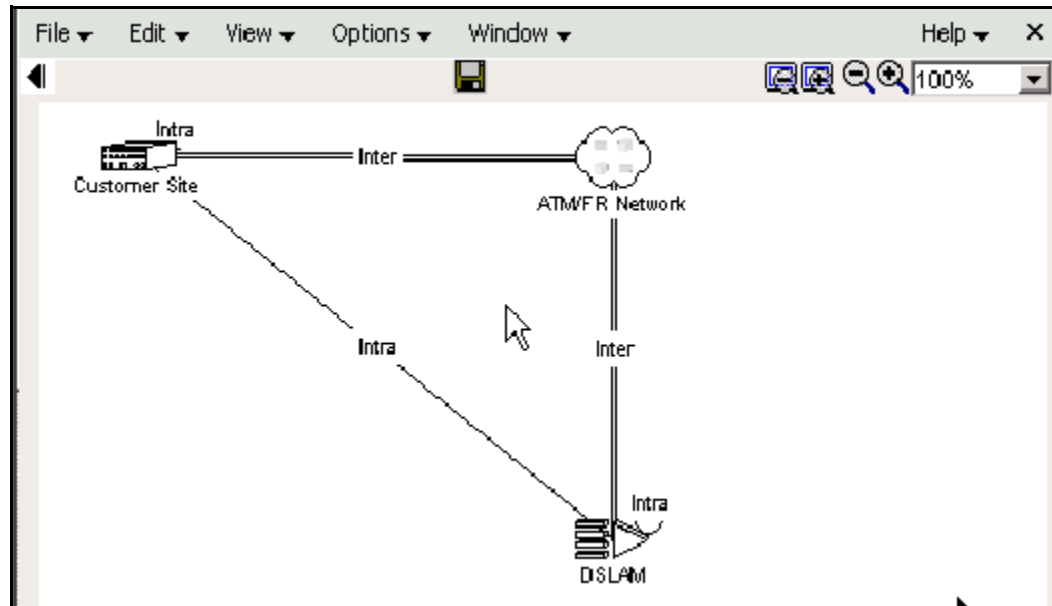 File Edit View Options Window Help X
100%
Intra
Inter
Customer Site
ATM/FR Network
Intra
Inter
Intra
DSLAM